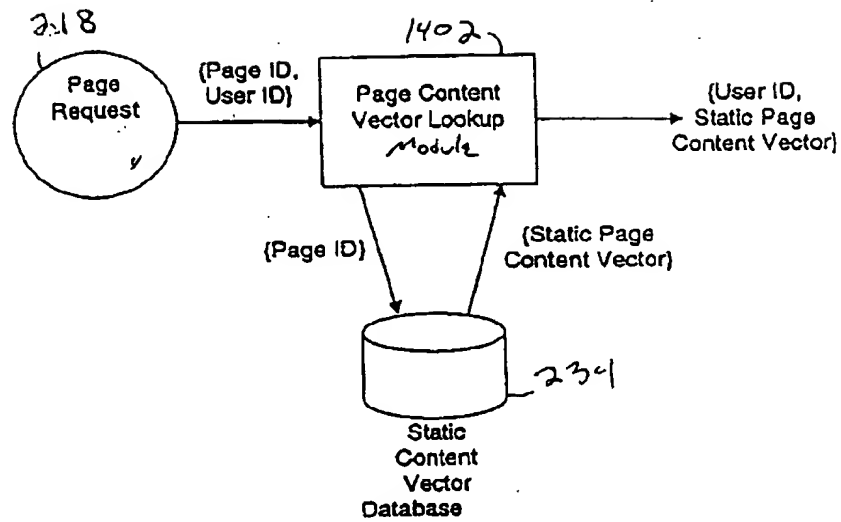 218
1402
Page
Request
{Page ID,
User ID}
Page Content
Vector Lookup
Module
{User ID,
Static Page
Content Vector}
{Page ID}
{Static Page
Content Vector}
Static
Content
Vector
Database